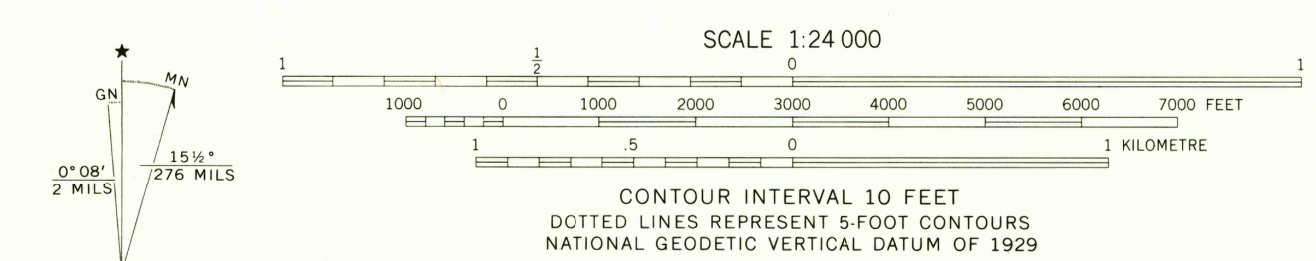 SCALE 1:24 000
1 1/2 0 1
1000 0 1000 2000 3000 4000 5000 6000 7000 FEET
1 .5 0 1 KILOMETRE
CONTOUR INTERVAL 10 FEET
DOTTED LINES REPRESENT 5-FOOT CONTOURS
NATIONAL GEODETIC VERTICAL DATUM OF 1929
★
MN
GN
0°08′
2 MILS
15½°
276 MILS